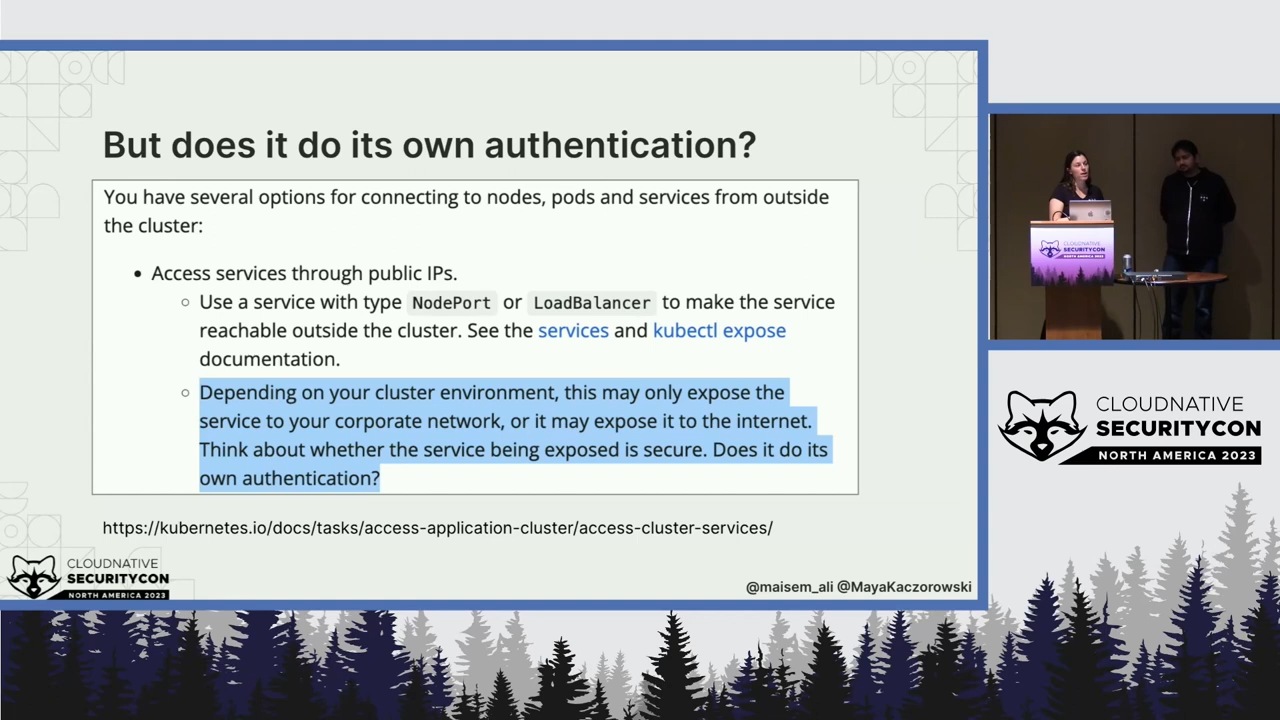 But does it do its own authentication?
You have several options for connecting to nodes, pods and services from outside
the cluster:
• Access services through public IPs.
○ Use a service with type NodePort or LoadBalancer to make the service
reachable outside the cluster. See the services and kubectl expose
documentation.
○ Depending on your cluster environment, this may only expose the
service to your corporate network, or it may expose it to the internet.
Think about whether the service being exposed is secure. Does it do its
own authentication?
https://kubernetes.io/docs/tasks/access-application-cluster/access-cluster-services/
CLOUDNATIVE
SECURITYCON
NORTH AMERICA 2023
@maisem_ali @MayaKaczorowski
CLOUDNATIVE
SECURITYCON
NORTH AMERICA 2023
CLOUDNATIVE
SECURITYCON
NORTH AMERICA 2023